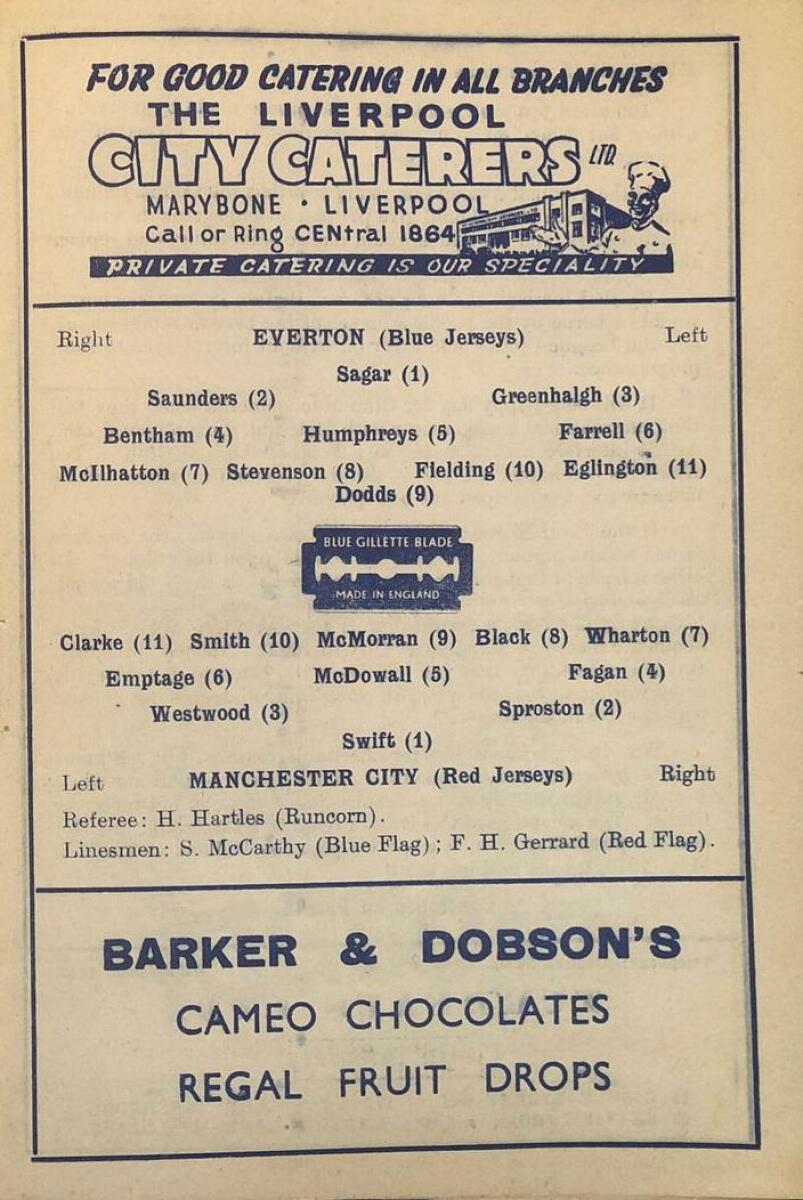 FOR GOOD CATERING IN ALL BRANCHES
THE LIVERPOOL
CITY CATERERS LTD.
MARYBONE · LIVERPOOL
Call or Ring CENtral 1864
PRIVATE CATERING IS OUR SPECIALITY
Right EVERTON (Blue Jerseys) Left
Sagar (1)
Saunders (2) Greenhalgh (3)
Bentham (4) Humphreys (5) Farrell (6)
McIlhatton (7) Stevenson (8) Fielding (10) Eglington (11)
Dodds (9)
BLUE GILLETTE BLADE
MADE IN ENGLAND
Clarke (11) Smith (10) McMorran (9) Black (8) Wharton (7)
Emptage (6) McDowall (5) Fagan (4)
Westwood (3) Sproston (2)
Swift (1)
Left MANCHESTER CITY (Red Jerseys) Right
Referee: H. Hartles (Runcorn).
Linesmen: S. McCarthy (Blue Flag); F. H. Gerrard (Red Flag).
BARKER & DOBSON'S
CAMEO CHOCOLATES
REGAL FRUIT DROPS